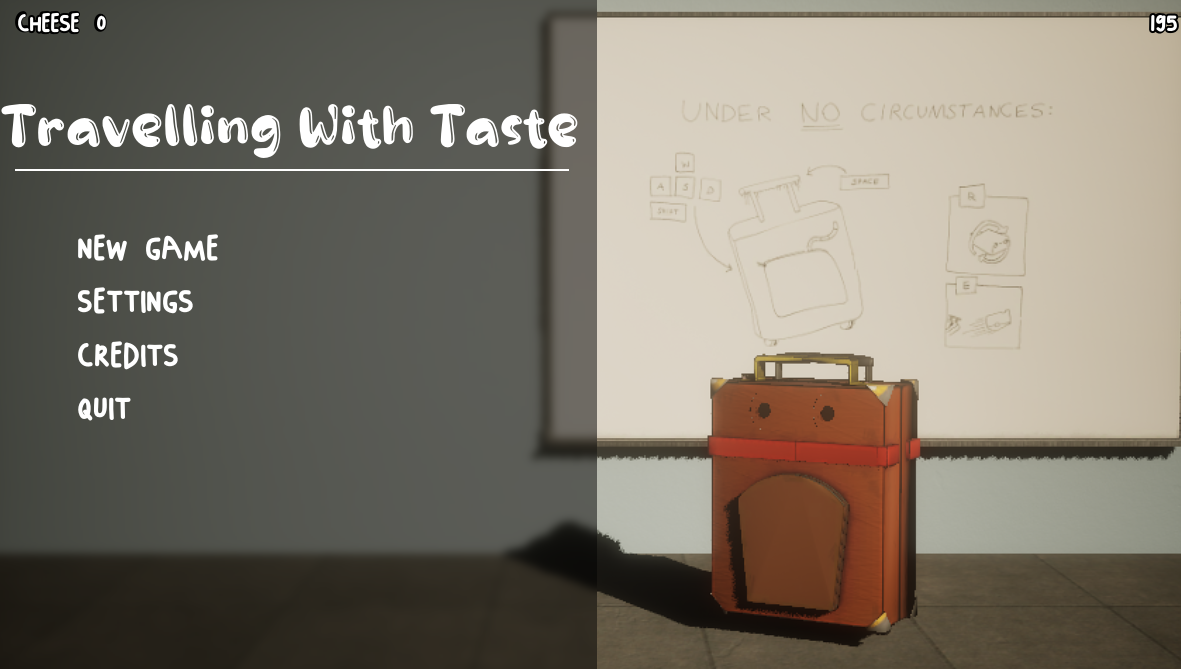 CHEESE 0
195
Travelling With Taste
NEW GAME
SETTINGS
CREDITS
QUIT
UNDER NO CIRCUMSTANCES:
W
A S D
SHIFT
SPACE
R
E